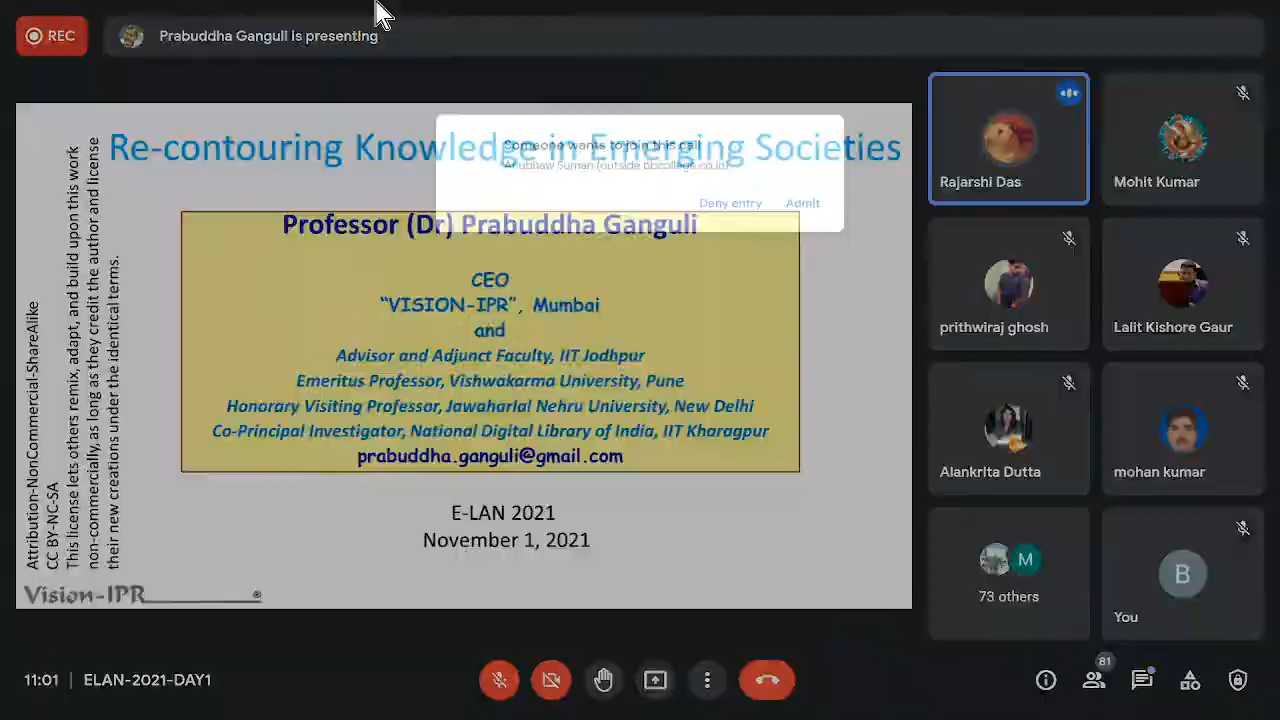 REC
Prabuddha Ganguli is presenting
Re-contouring Knowledge in Emerging Societies
Someone wants to join this call
Anubhaw Suman (outside bbcollege.co.in)
Deny entry Admit
Professor (Dr) Prabuddha Ganguli
CEO
“VISION-IPR”, Mumbai
and
Advisor and Adjunct Faculty, IIT Jodhpur
Emeritus Professor, Vishwakarma University, Pune
Honorary Visiting Professor, Jawaharlal Nehru University, New Delhi
Co-Principal Investigator, National Digital Library of India, IIT Kharagpur
prabuddha.ganguli@gmail.com
E-LAN 2021
November 1, 2021
Attribution-NonCommercial-ShareAlike
CC BY-NC-SA
This license lets others remix, adapt, and build upon this work
non-commercially, as long as they credit the author and license
their new creations under the identical terms.
Vision-IPR ®
Rajarshi Das
Mohit Kumar
prithwiraj ghosh
Lalit Kishore Gaur
Alankrita Dutta
mohan kumar
M
73 others
B
You
11:01 | ELAN-2021-DAY1
81